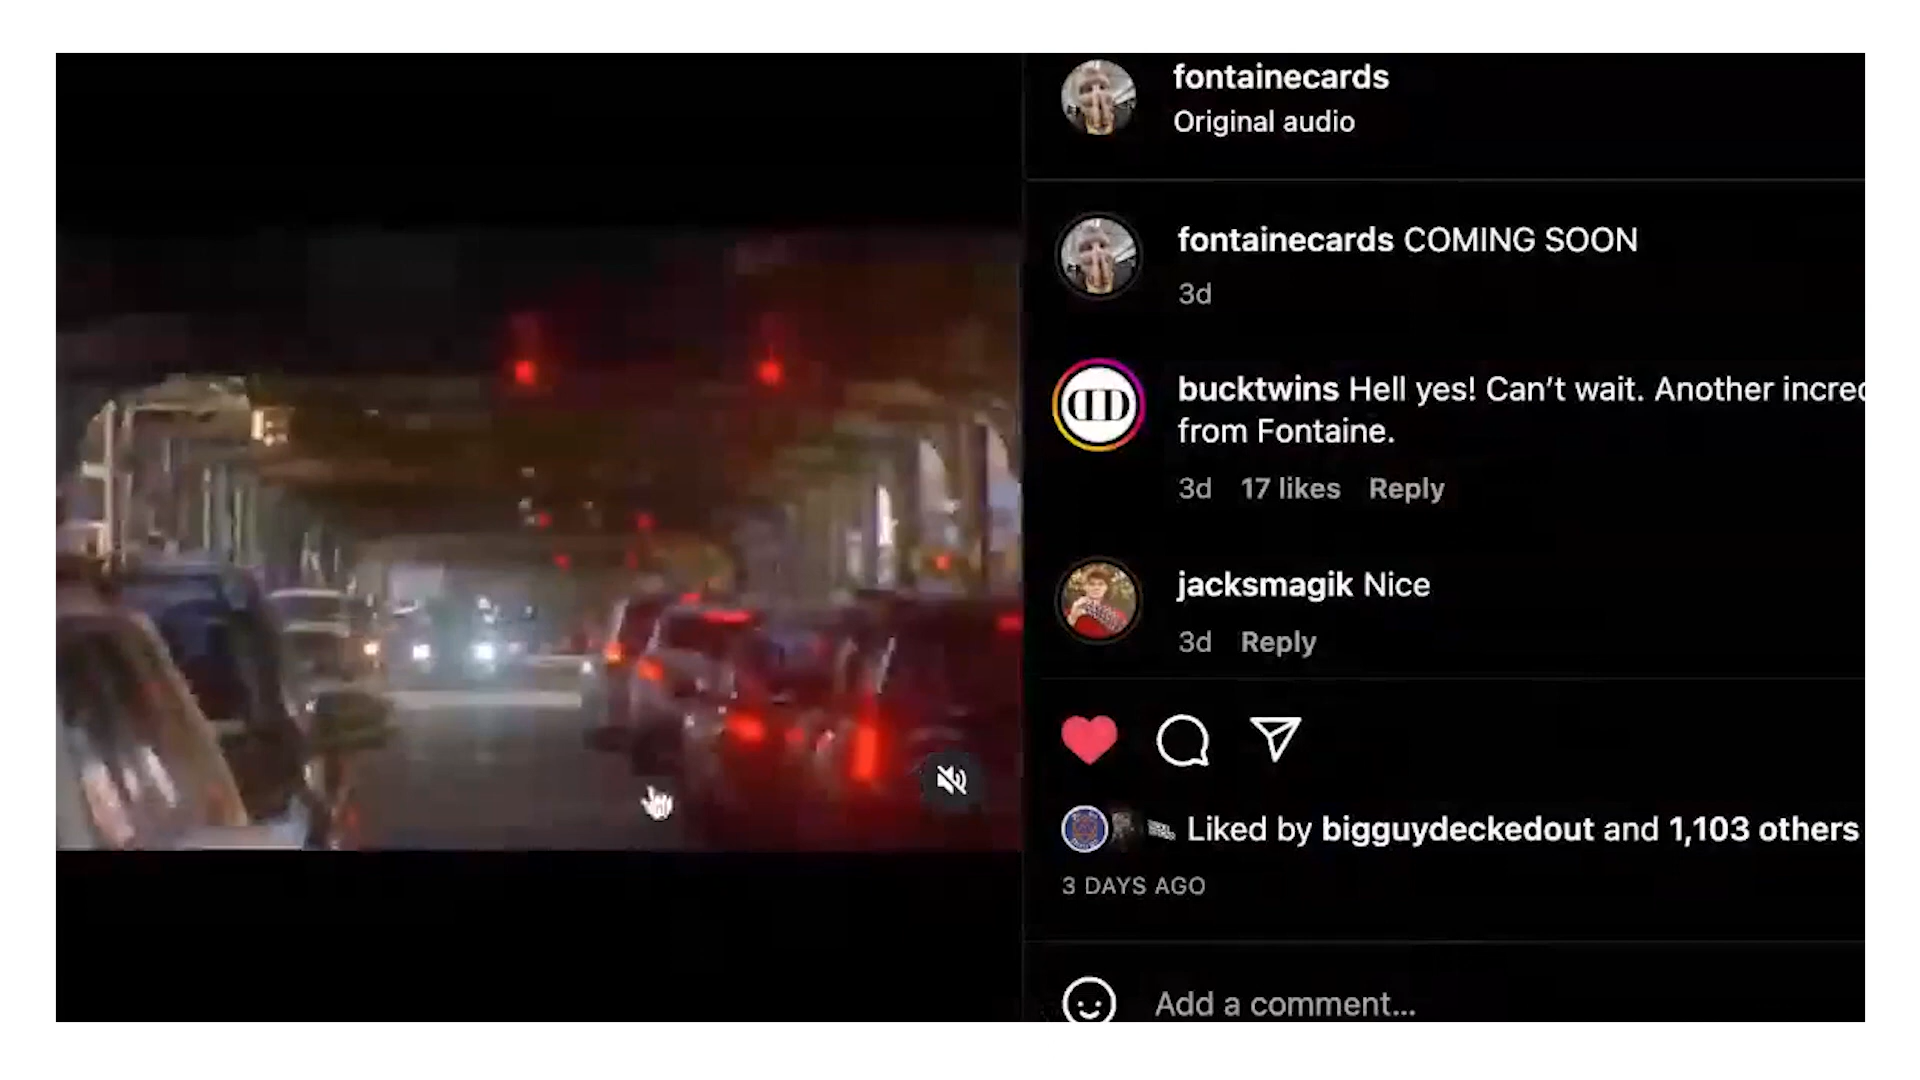 fontainecards
Original audio
fontainecards COMING SOON
3d
bucktwins Hell yes! Can't wait. Another
from Fontaine.
3d 17 likes Reply
jacksmagik Nice
3d Reply
Liked by bigguydeckedout and 1,103 others
3 DAYS AGO
Add a comment...